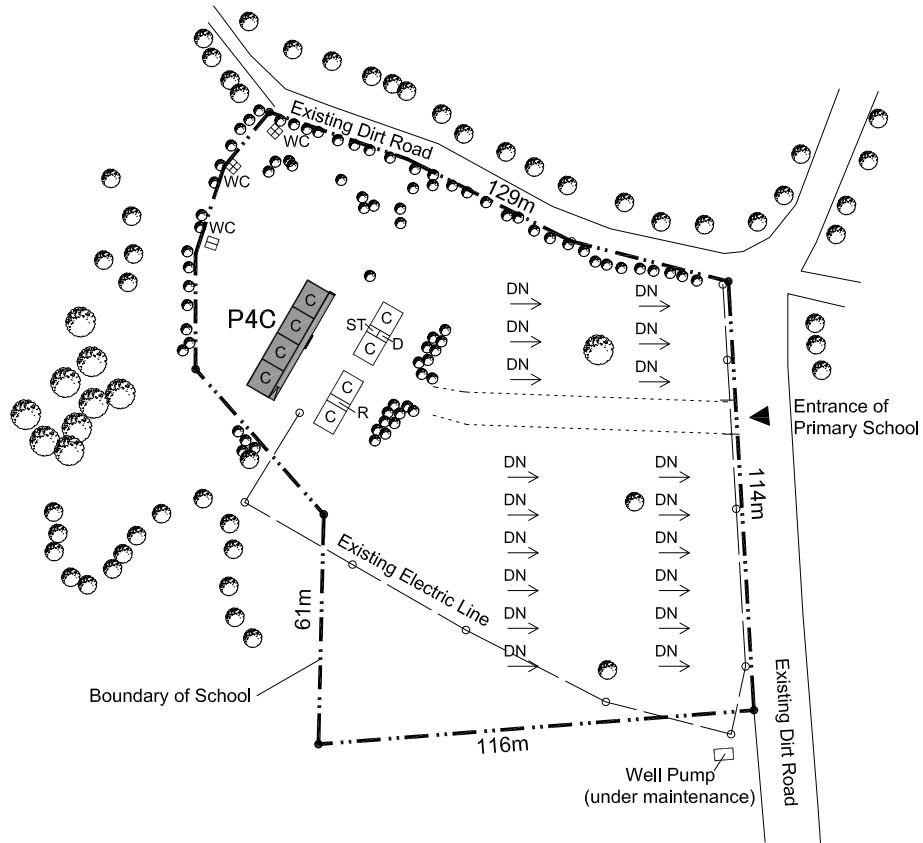 Existing Dirt Road
WC
WC
WC
129m
DN
DN
DN
DN
DN
DN
P4C
C
C
C
C
C
ST
D
C
C
R
C
Entrance of
Primary School
114m
DN
DN
DN
DN
DN
DN
DN
DN
DN
DN
DN
DN
Existing Electric Line
61m
Boundary of School
116m
Existing Dirt Road
Well Pump
(under maintenance)